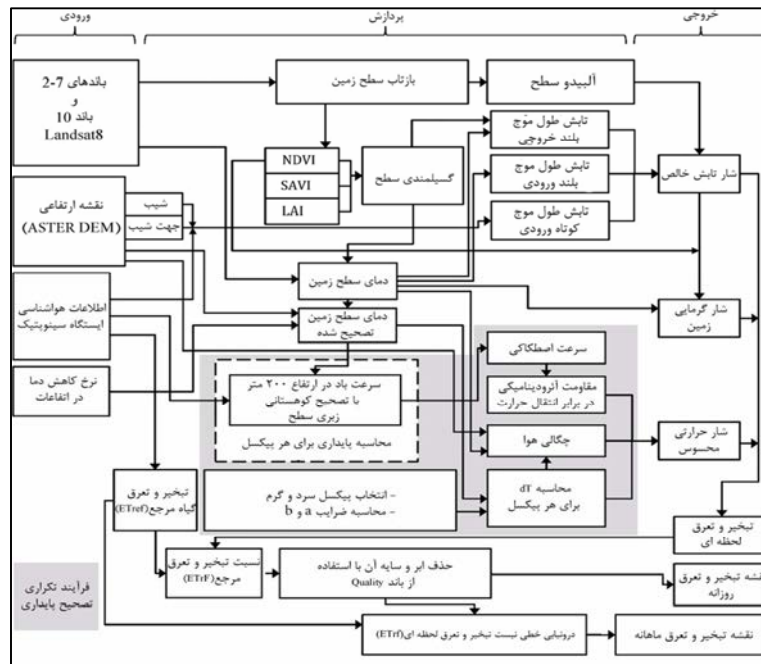 ورودی
پردازش
خروجی
باندهای 2-7
و
باند 10
Landsat8
بازتاب سطح زمین
آلبیدو سطح
تابش طول موج
بلند خروجی
NDVI
SAVI
LAI
گسیلمندی سطح
تابش طول موج
بلند ورودی
شار تابش خالص
نقشه ارتفاعی
(ASTER DEM)
شیب
جهت شیب
تابش طول موج
کوتاه ورودی
دمای سطح زمین
اطلاعات هواشناسی
ایستگاه سینوپتیک
دمای سطح زمین
تصحیح شده
شار گرمایی
زمین
سرعت اصطکاکی
نرخ کاهش دما
در اتفاعات
سرعت باد در ارتفاع ۲۰۰ متر
با تصحیح کوهستانی
زبری سطح
محاسبه پایداری برای هر پیکسل
مقاومت آئرودینامیکی
در برابر انتقال حرارت
چگالی هوا
شار حرارتی
محسوس
تبخیر و تعرق
گیاه مرجع(ETref)
- انتخاب پیکسل سرد و گرم
- محاسبه ضرایب a و b
محاسبه dT
برای هر پیکسل
تبخیر و تعرق
لحظه ای
نسبت تبخیر و تعرق
مرجع(ETrF)
حذف ابر و سایه آن با استفاده
از باند Quality
نقشه تبخیر و تعرق
روزانه
فرآیند تکراری
تصحیح پایداری
درونیابی خطی نسبت تبخیر و تعرق لحظه ای(ETrf)
نقشه تبخیر و تعرق ماهانه